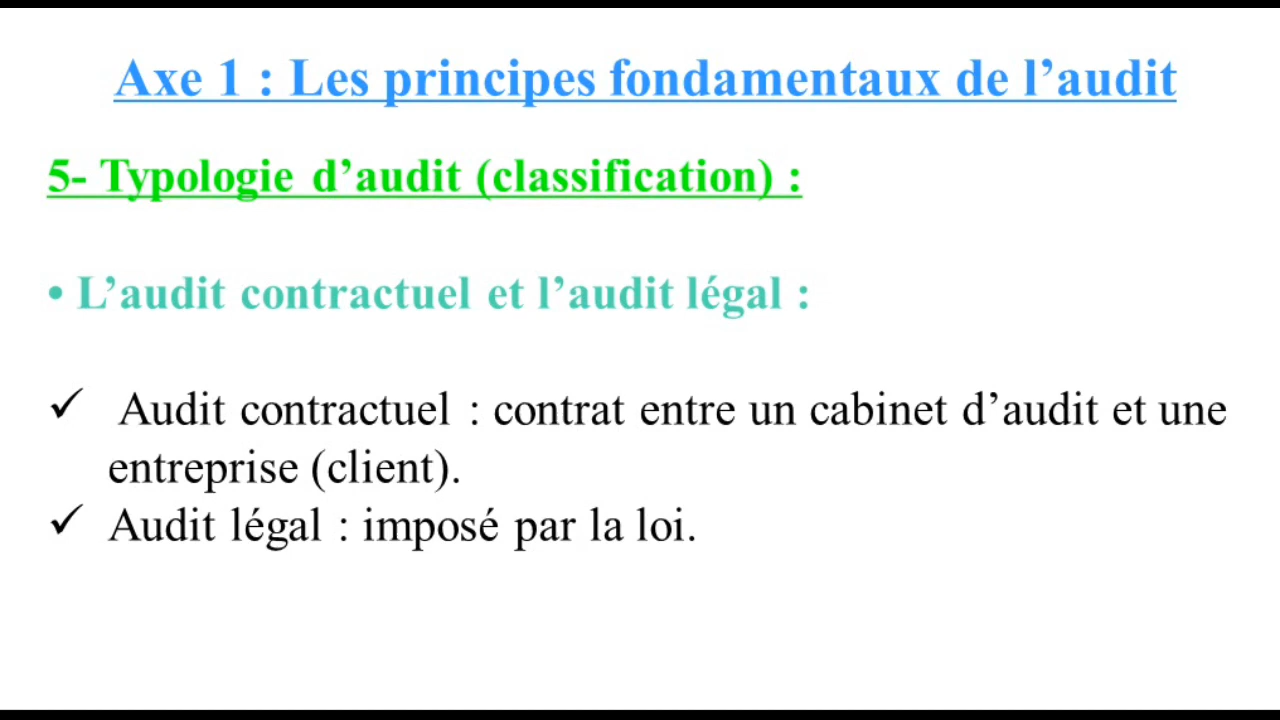 Axe 1 : Les principes fondamentaux de l’audit
5- Typologie d’audit (classification) :
• L’audit contractuel et l’audit légal :
✓ Audit contractuel : contrat entre un cabinet d’audit et une
entreprise (client).
✓ Audit légal : imposé par la loi.